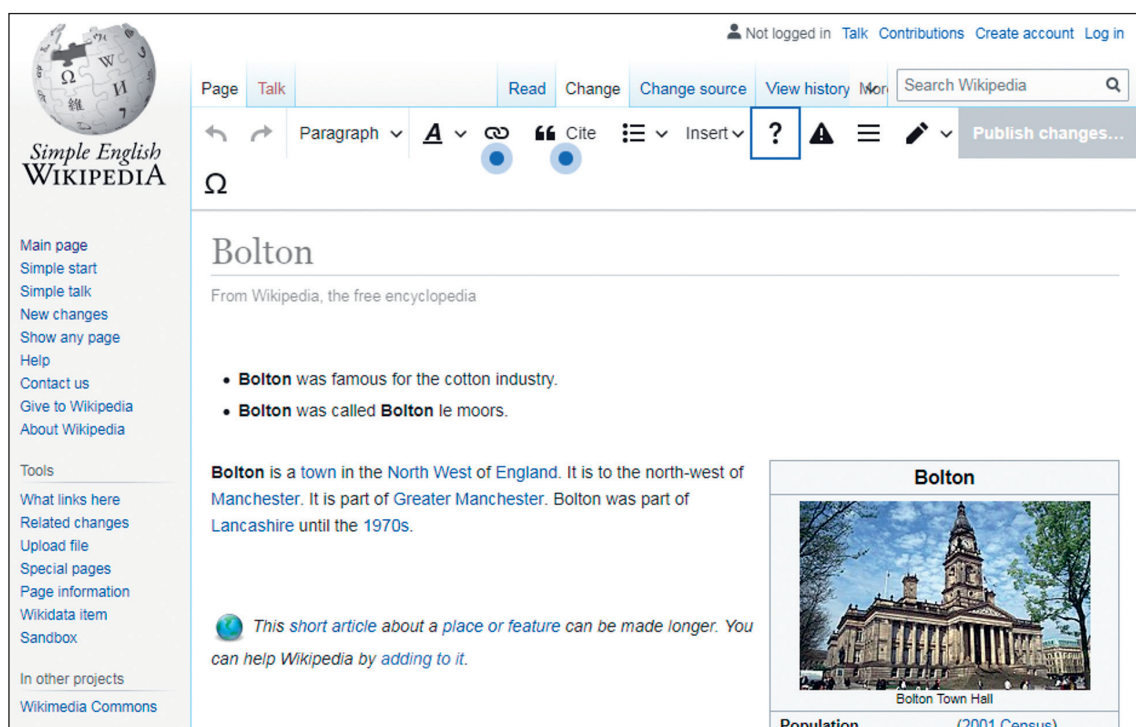 Not logged in Talk Contributions Create account Log in
Page Talk Read Change Change source View history More Search Wikipedia
Paragraph A Cite Insert ? Publish changes...
Ω
Simple English
WIKIPEDIA
Main page
Simple start
Simple talk
New changes
Show any page
Help
Contact us
Give to Wikipedia
About Wikipedia
Tools
What links here
Related changes
Upload file
Special pages
Page information
Wikidata item
Sandbox
In other projects
Wikimedia Commons
Bolton
From Wikipedia, the free encyclopedia
• Bolton was famous for the cotton industry.
• Bolton was called Bolton le moors.
Bolton is a town in the North West of England. It is to the north-west of
Manchester. It is part of Greater Manchester. Bolton was part of
Lancashire until the 1970s.
This short article about a place or feature can be made longer. You
can help Wikipedia by adding to it.
Bolton
Bolton Town Hall
Population (2001 Census)